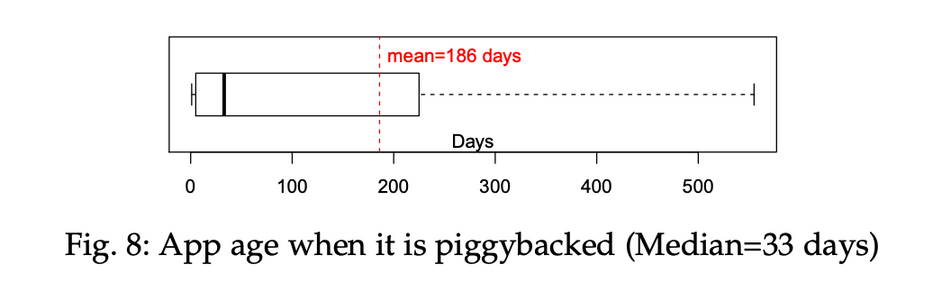 mean=186 days
Days
0 100 200 300 400 500
Fig. 8: App age when it is piggybacked (Median=33 days)